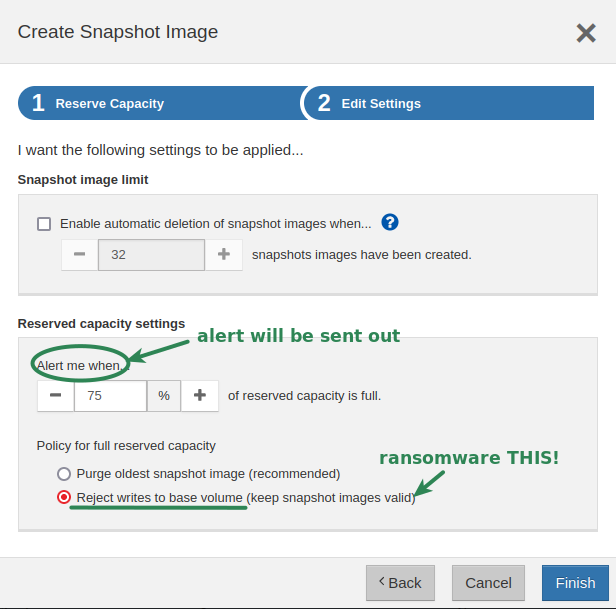 Create Snapshot Image
1 Reserve Capacity 2 Edit Settings
I want the following settings to be applied...
Snapshot image limit
Enable automatic deletion of snapshot images when... ?
32 snapshots images have been created.
Reserved capacity settings
alert will be sent out
Alert me when...
75 % of reserved capacity is full.
Policy for full reserved capacity
ransomware THIS!
Purge oldest snapshot image (recommended)
Reject writes to base volume (keep snapshot images valid)
Back Cancel Finish